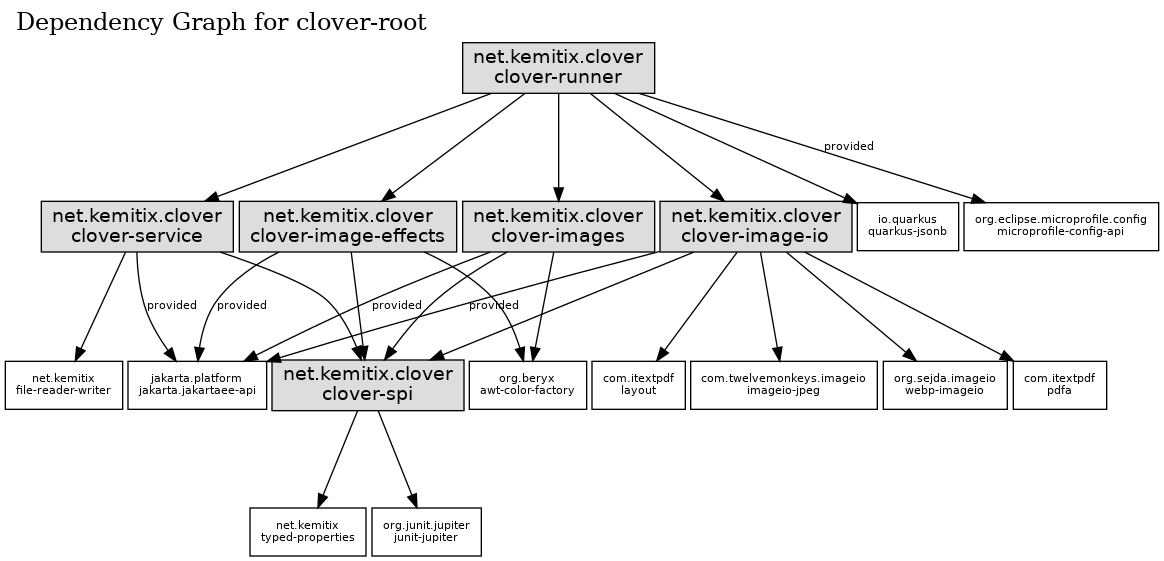 Dependency Graph for clover-root
net.kemitix.clover
clover-runner
provided
net.kemitix.clover
clover-service
net.kemitix.clover
clover-image-effects
net.kemitix.clover
clover-images
net.kemitix.clover
clover-image-io
io.quarkus
quarkus-jsonb
org.eclipse.microprofile.config
microprofile-config-api
provided
provided
provided
provided
net.kemitix
file-reader-writer
jakarta.platform
jakarta.jakartaee-api
net.kemitix.clover
clover-spi
org.beryx
awt-color-factory
com.itextpdf
layout
com.twelvemonkeys.imageio
imageio-jpeg
org.sejda.imageio
webp-imageio
com.itextpdf
pdfa
net.kemitix
typed-properties
org.junit.jupiter
junit-jupiter